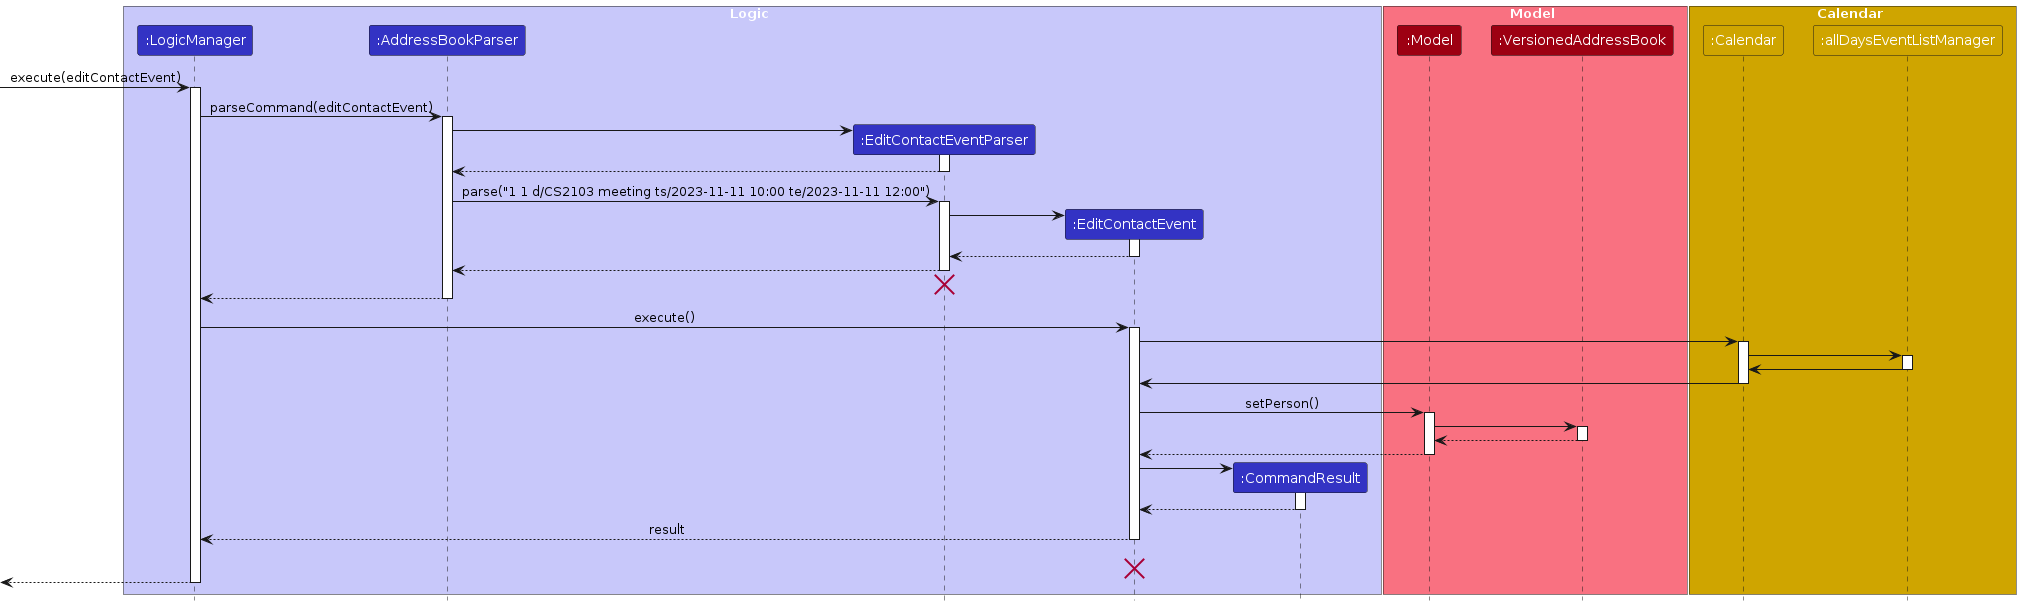 Logic
Model
Calendar
:LogicManager
:AddressBookParser
:Model
:VersionedAddressBook
:Calendar
:allDaysEventListManager
execute(editContactEvent)
parseCommand(editContactEvent)
:EditContactEventParser
parse("1 1 d/CS2103 meeting ts/2023-11-11 10:00 te/2023-11-11 12:00")
:EditContactEvent
execute()
setPerson()
:CommandResult
result